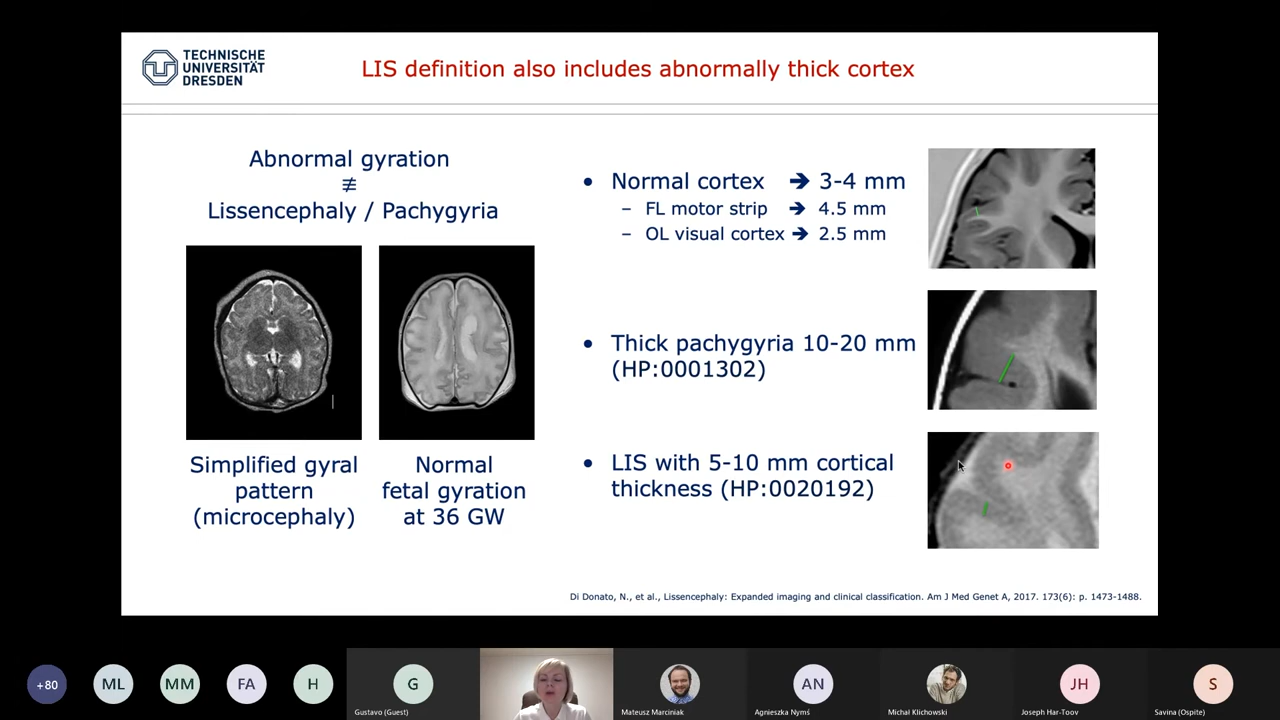 TECHNISCHE
UNIVERSITÄT
DRESDEN
LIS definition also includes abnormally thick cortex
Abnormal gyration
≢
Lissencephaly / Pachygyria
Simplified gyral
pattern
(microcephaly)
Normal
fetal gyration
at 36 GW
• Normal cortex ➔ 3-4 mm
– FL motor strip ➔ 4.5 mm
– OL visual cortex ➔ 2.5 mm
• Thick pachygyria 10-20 mm
(HP:0001302)
• LIS with 5-10 mm cortical
thickness (HP:0020192)
Di Donato, N., et al., Lissencephaly: Expanded imaging and clinical classification. Am J Med Genet A, 2017. 173(6): p. 1473-1488.
+80
ML
MM
FA
H
G
Gustavo (Guest)
Mateusz Marciniak
AN
Agnieszka Nymś
Michał Klichowski
JH
Joseph Har-Toov
S
Savina (Ospite)